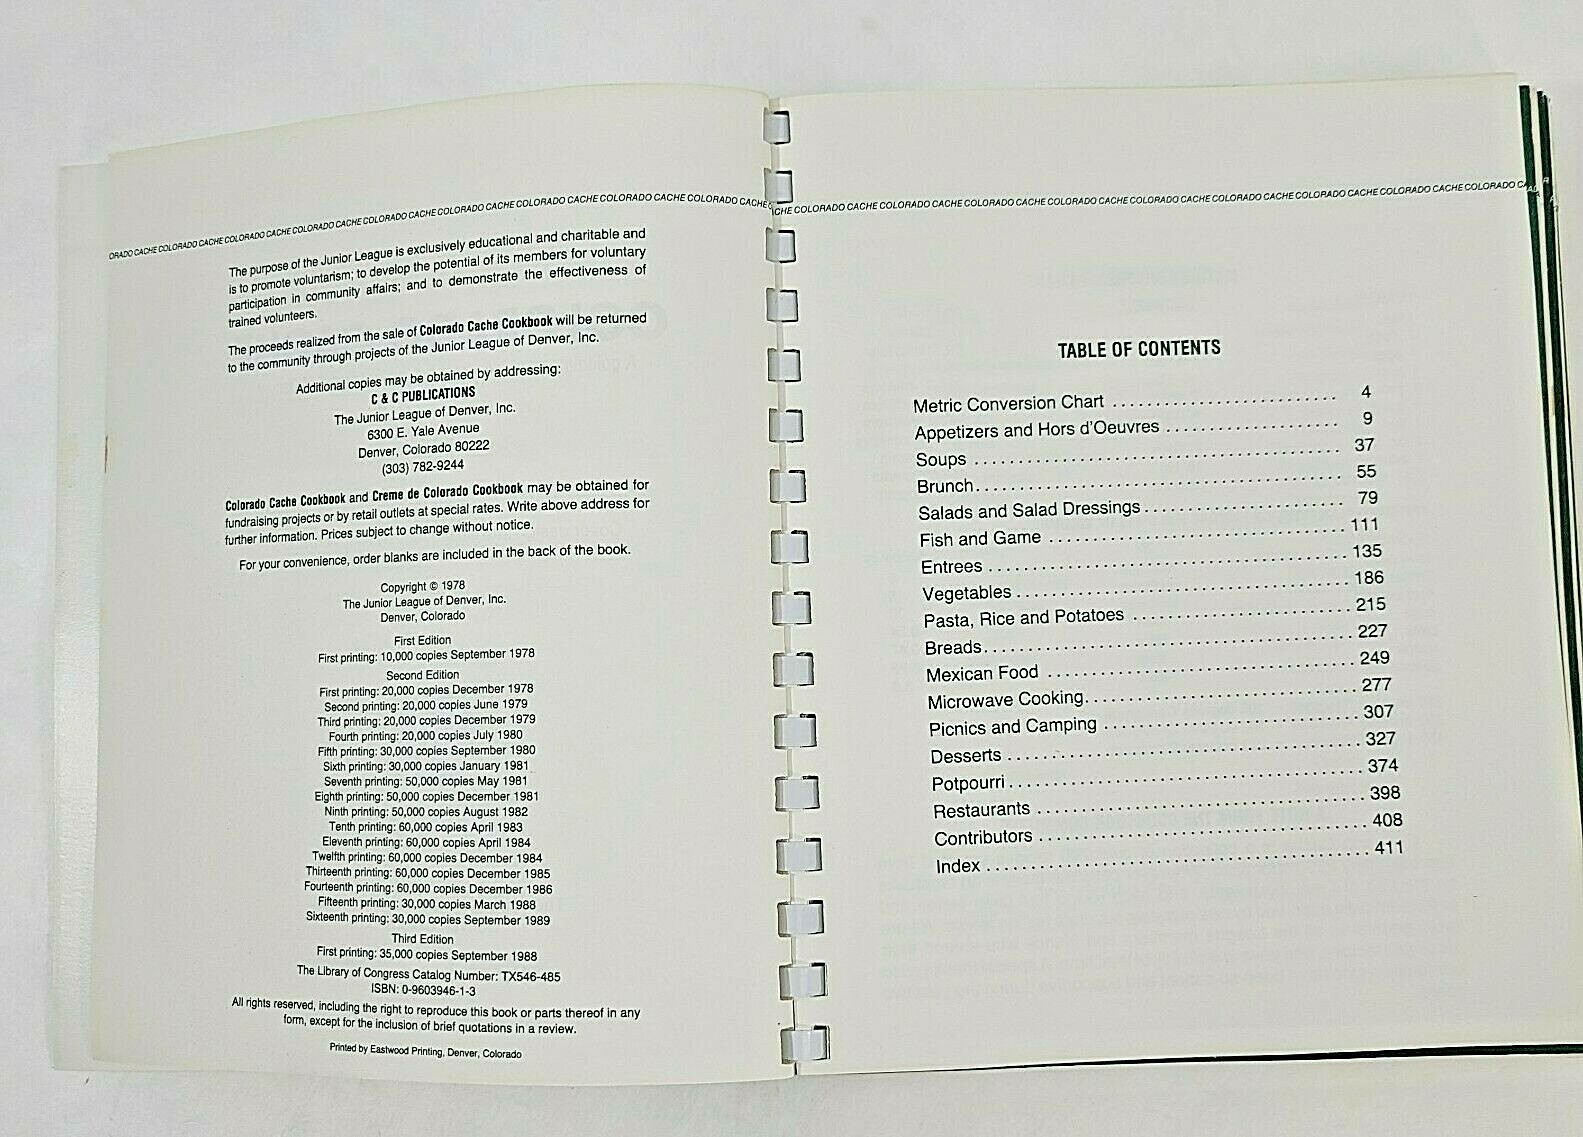 ORADO CACHE COLORADO CACHE COLORADO CACHE COLORADO CACHE COLORADO CACHE COLORADO CACHE COLORADO CACHE COLORADO CACHE C
The purpose of the Junior League is exclusively educational and charitable and
is to promote voluntarism; to develop the potential of its members for voluntary
participation in community affairs; and to demonstrate the effectiveness of
trained volunteers.
The proceeds realized from the sale of Colorado Cache Cookbook will be returned
to the community through projects of the Junior League of Denver, Inc.
Additional copies may be obtained by addressing:
C & C PUBLICATIONS
The Junior League of Denver, Inc.
6300 E. Yale Avenue
Denver, Colorado 80222
(303) 782-9244
Colorado Cache Cookbook and Creme de Colorado Cookbook may be obtained for
fundraising projects or by retail outlets at special rates. Write above address for
further information. Prices subject to change without notice.
For your convenience, order blanks are included in the back of the book.
Copyright © 1978
The Junior League of Denver, Inc.
Denver, Colorado
First Edition
First printing: 10,000 copies September 1978
Second Edition
First printing: 20,000 copies December 1978
Second printing: 20,000 copies June 1979
Third printing: 20,000 copies December 1979
Fourth printing: 20,000 copies July 1980
Fifth printing: 30,000 copies September 1980
Sixth printing: 30,000 copies January 1981
Seventh printing: 50,000 copies May 1981
Eighth printing: 50,000 copies December 1981
Ninth printing: 50,000 copies August 1982
Tenth printing: 60,000 copies April 1983
Eleventh printing: 60,000 copies April 1984
Twelfth printing: 60,000 copies December 1984
Thirteenth printing: 60,000 copies December 1985
Fourteenth printing: 60,000 copies December 1986
Fifteenth printing: 30,000 copies March 1988
Sixteenth printing: 30,000 copies September 1989
Third Edition
First printing: 35,000 copies September 1988
The Library of Congress Catalog Number: TX546-485
ISBN: 0-9603946-1-3
All rights reserved, including the right to reproduce this book or parts thereof in any
form, except for the inclusion of brief quotations in a review.
Printed by Eastwood Printing, Denver, Colorado
CHE COLORADO CACHE COLORADO CACHE COLORADO CACHE COLORADO CACHE COLORADO CACHE COLORADO CACHE COLORADO CACHE COLORADO CA
TABLE OF CONTENTS
Metric Conversion Chart .......................... 4
Appetizers and Hors d'Oeuvres .................... 9
Soups .......................................... 37
Brunch.......................................... 55
Salads and Salad Dressings....................... 79
Fish and Game .................................. 111
Entrees ......................................... 135
Vegetables ...................................... 186
Pasta, Rice and Potatoes ......................... 215
Breads.......................................... 227
Mexican Food ................................... 249
Microwave Cooking............................... 277
Picnics and Camping ............................. 307
Desserts ........................................ 327
Potpourri ........................................ 374
Restaurants ..................................... 398
Contributors ..................................... 408
Index ........................................... 411